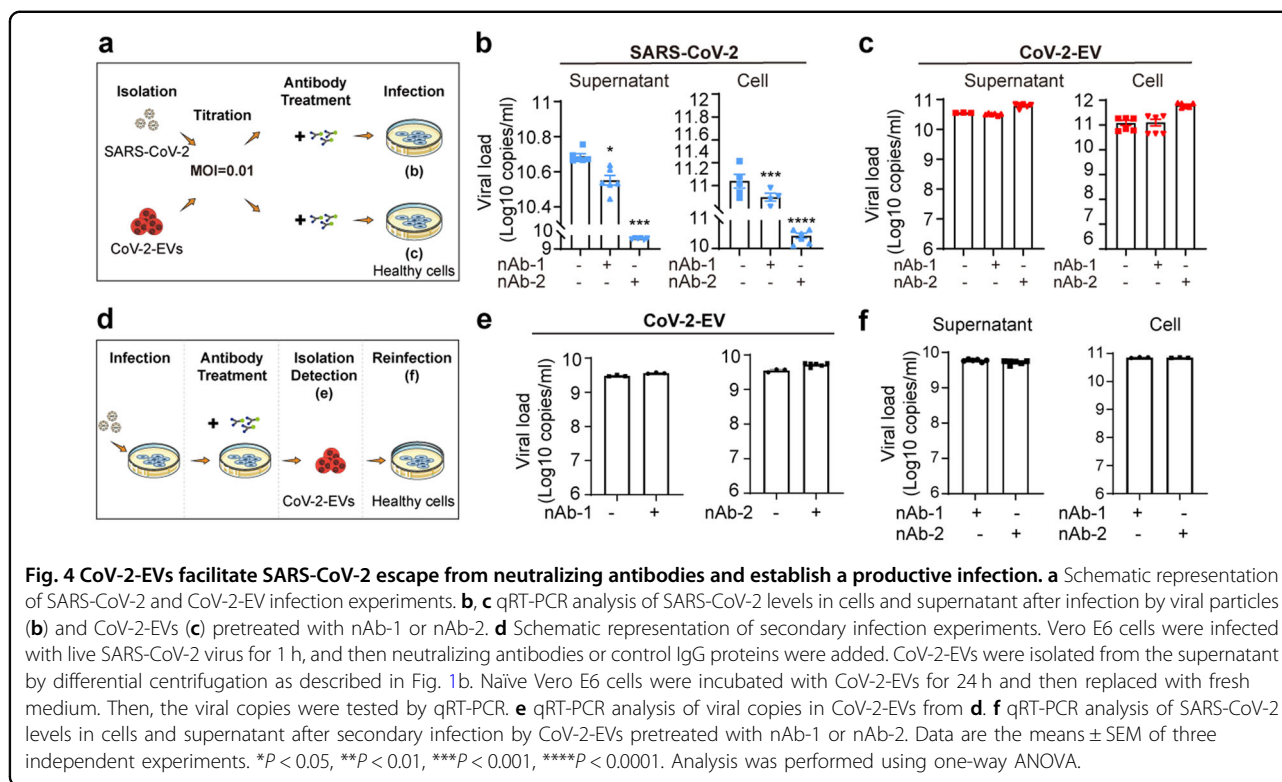 a
Isolation
Titration
Antibody
Treatment
Infection
SARS-CoV-2
MOI=0.01
+
(b)
CoV-2-EVs
+
(c)
Healthy cells
b
SARS-CoV-2
Supernatant
Cell
Viral load
(Log10 copies/ml)
11
10.8
10.6
10.4
10
9
*
***
12
11.8
11.6
11.4
11.2
11
11
10
***
****
nAb-1 - + - - + -
nAb-2 - - + - - +
c
CoV-2-EV
Supernatant
Cell
Viral load
(Log10 copies/ml)
11
10
9
8
7
6
12
11
10
9
8
7
6
nAb-1 - + - - + -
nAb-2 - - + - - +
d
Infection
Antibody
Treatment
Isolation
Detection
(e)
Reinfection
(f)
+
CoV-2-EVs
Healthy cells
e
CoV-2-EV
Viral load
(Log10 copies/ml)
10
9
8
7
6
nAb-1 - +
10
9
8
7
6
nAb-2 - +
f
Supernatant
Cell
Viral load
(Log10 copies/ml)
10
9
8
7
6
11
10
9
8
7
6
nAb-1 + - + -
nAb-2 - + - +
Fig. 4 CoV-2-EVs facilitate SARS-CoV-2 escape from neutralizing antibodies and establish a productive infection. a Schematic representation
of SARS-CoV-2 and CoV-2-EV infection experiments. b, c qRT-PCR analysis of SARS-CoV-2 levels in cells and supernatant after infection by viral particles
(b) and CoV-2-EVs (c) pretreated with nAb-1 or nAb-2. d Schematic representation of secondary infection experiments. Vero E6 cells were infected
with live SARS-CoV-2 virus for 1 h, and then neutralizing antibodies or control IgG proteins were added. CoV-2-EVs were isolated from the supernatant
by differential centrifugation as described in Fig. 1b. Naïve Vero E6 cells were incubated with CoV-2-EVs for 24 h and then replaced with fresh
medium. Then, the viral copies were tested by qRT-PCR. e qRT-PCR analysis of viral copies in CoV-2-EVs from d. f qRT-PCR analysis of SARS-CoV-2
levels in cells and supernatant after secondary infection by CoV-2-EVs pretreated with nAb-1 or nAb-2. Data are the means ± SEM of three
independent experiments. *P < 0.05, **P < 0.01, ***P < 0.001, ****P < 0.0001. Analysis was performed using one-way ANOVA.